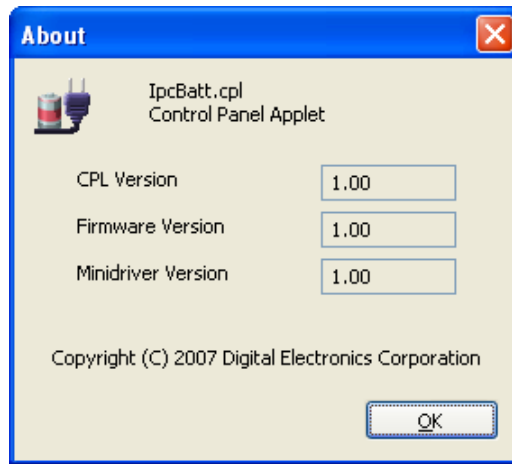 About
IpcBatt.cpl
Control Panel Applet
CPL Version 1.00
Firmware Version 1.00
Minidriver Version 1.00
Copyright (C) 2007 Digital Electronics Corporation
OK